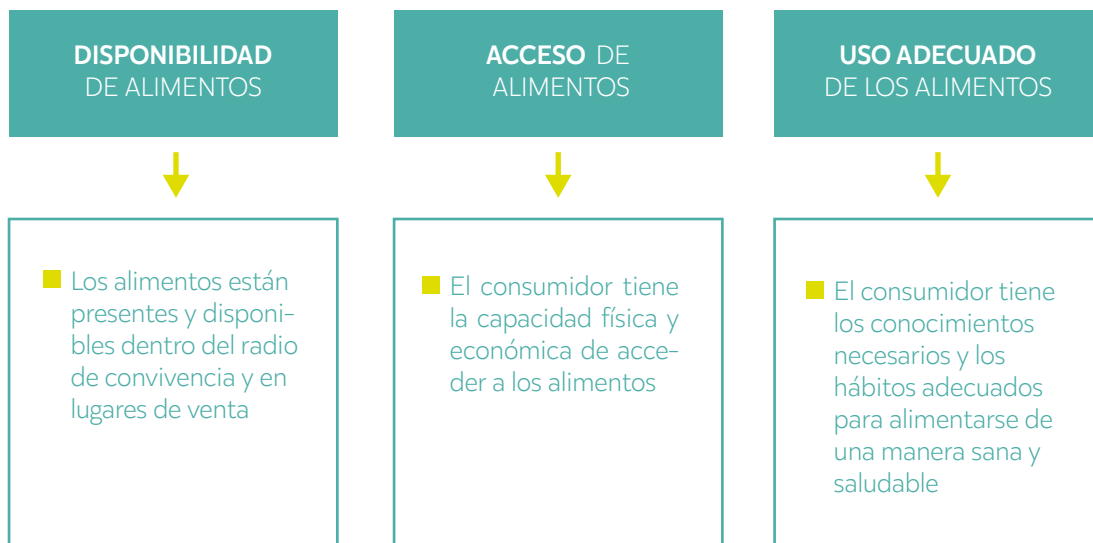 DISPONIBILIDAD
DE ALIMENTOS
Los alimentos están
presentes y disponi-
bles dentro del radio
de convivencia y en
lugares de venta
ACCESO DE
ALIMENTOS
El consumidor tiene
la capacidad física y
económica de acce-
der a los alimentos
USO ADECUADO
DE LOS ALIMENTOS
El consumidor tiene
los conocimientos
necesarios y los
hábitos adecuados
para alimentarse de
una manera sana y
saludable